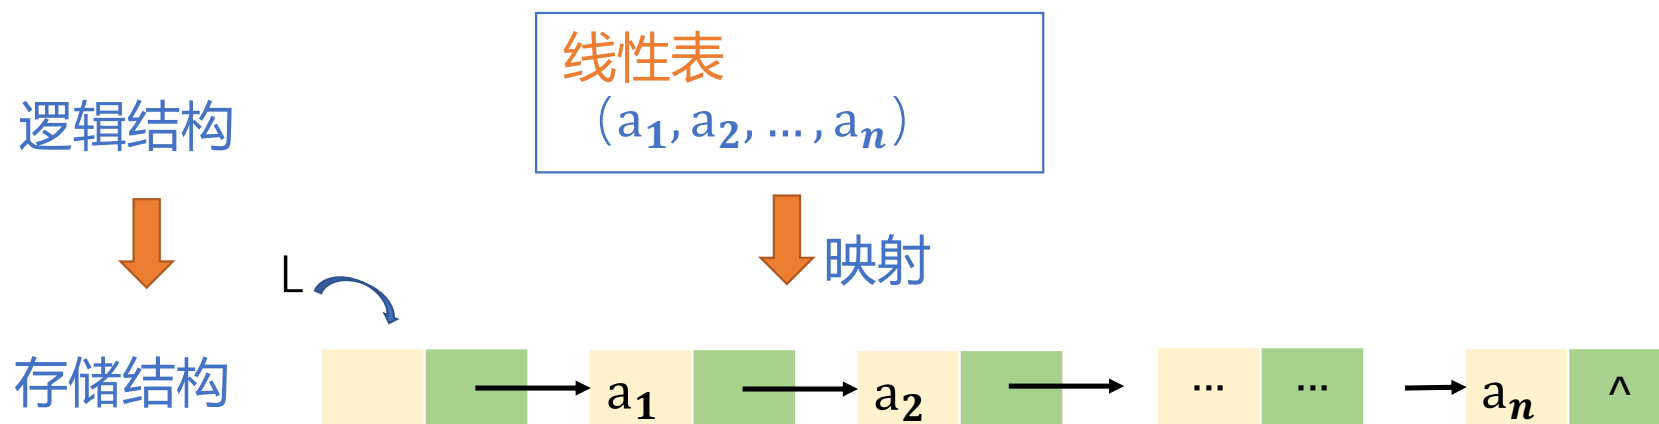 线性表
（a₁, a₂, … , aₙ）
逻辑结构
映射
L
存储结构
a₁ a₂ … … aₙ ^